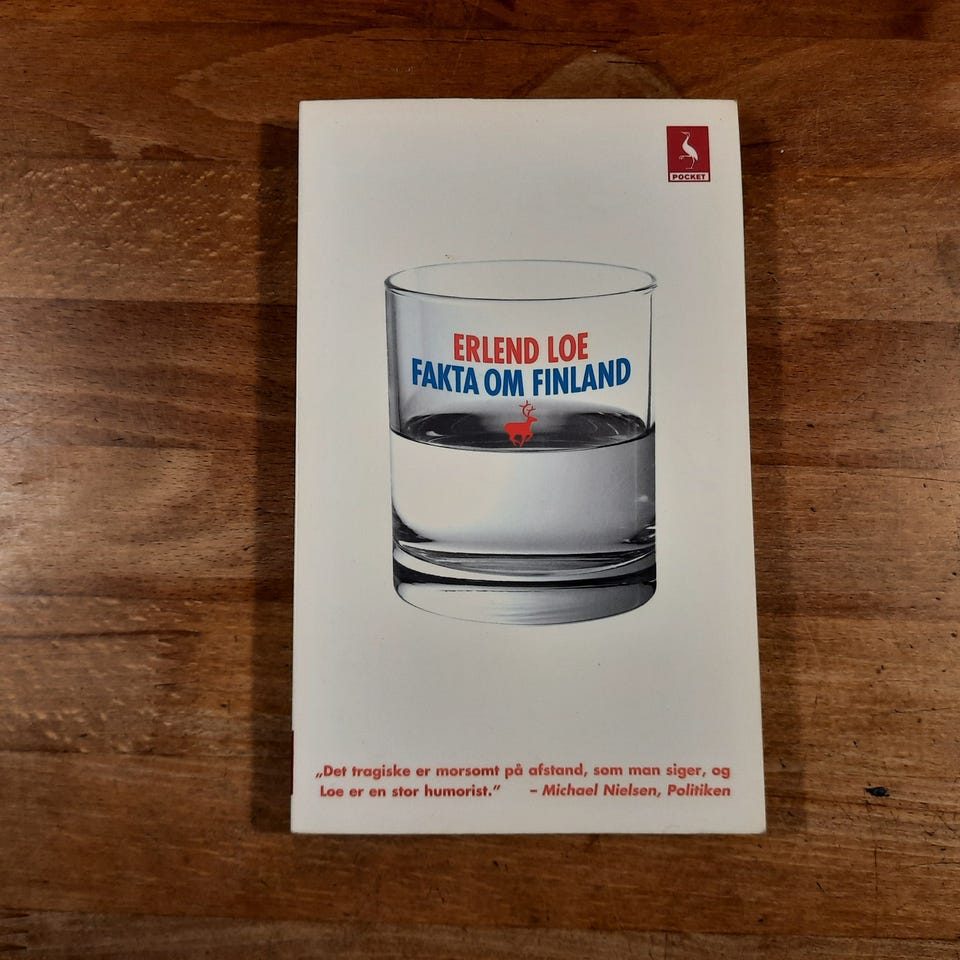 POCKET
ERLEND LOE
FAKTA OM FINLAND
„Det tragiske er morsomt på afstand, som man siger, og
Loe er en stor humorist.” – Michael Nielsen, Politiken